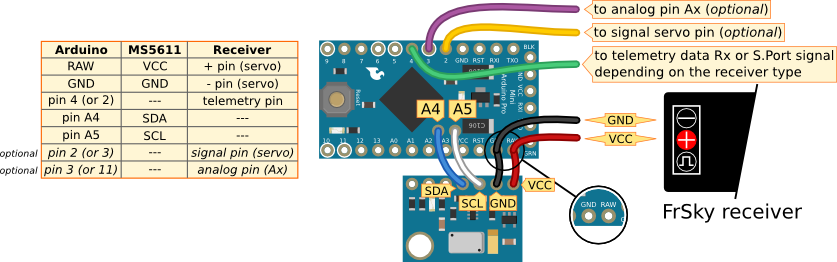 Arduino MS5611 Receiver
RAW VCC + pin (servo)
GND GND - pin (servo)
pin 4 (or 2) --- telemetry pin
pin A4 SDA ---
pin A5 SCL ---
optional pin 2 (or 3) --- signal pin (servo)
optional pin 3 (or 11) --- analog pin (Ax)
to analog pin Ax (optional)
to signal servo pin (optional)
to telemetry data Rx or S.Port signal
depending on the receiver type
BLK
9 8 7 6 5 4 3 2 GND RST RXI TXO
Reset
Arduino Pro
Mini
A4 A5
GND
VCC
10 11 12 13 A0 A1 A2 A3 VCC RST RAW
GRN
SDA
SCL
GND
VCC
GND RAW
FrSky receiver